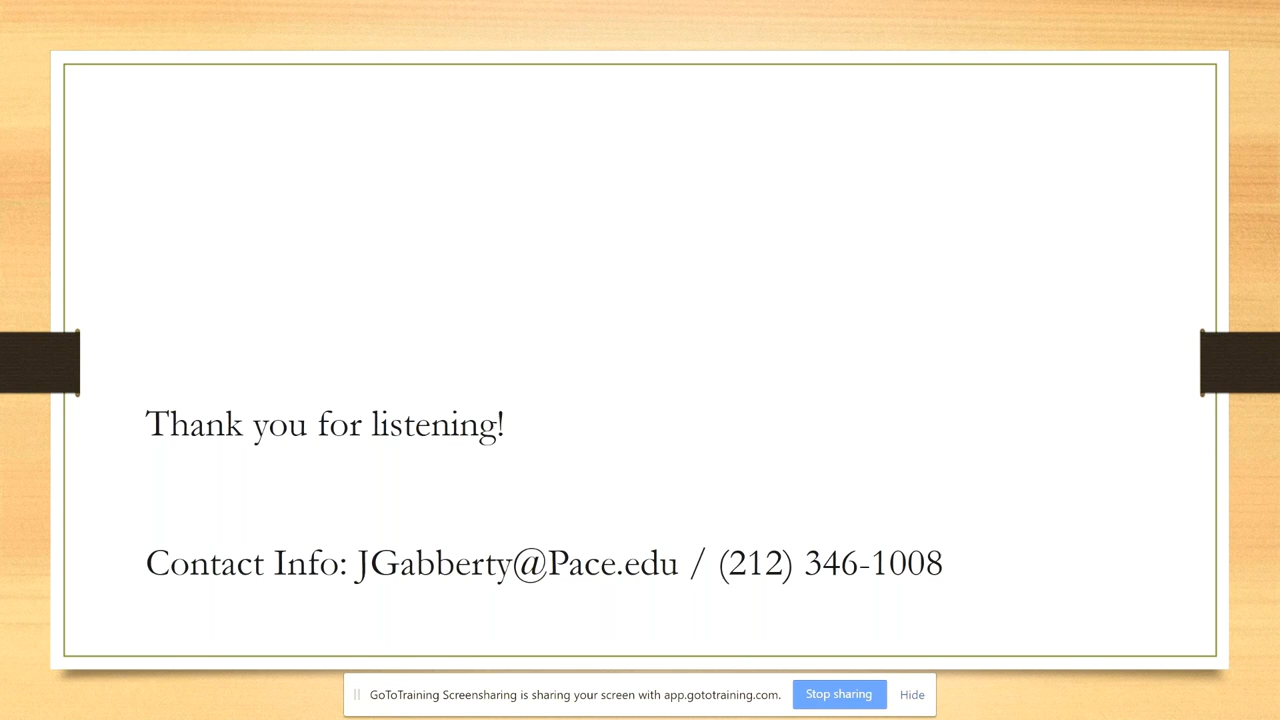 Thank you for listening!
Contact Info: JGabberty@Pace.edu / (212) 346-1008
GoToTraining Screensharing is sharing your screen with app.gototraining.com. Stop sharing Hide